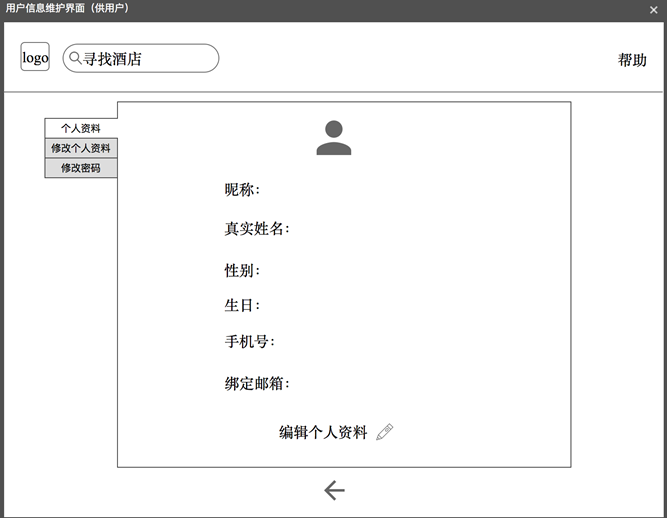 用户信息维护界面（供用户）
logo
寻找酒店
帮助
个人资料
修改个人资料
修改密码
昵称：
真实姓名：
性别：
生日：
手机号：
绑定邮箱：
编辑个人资料